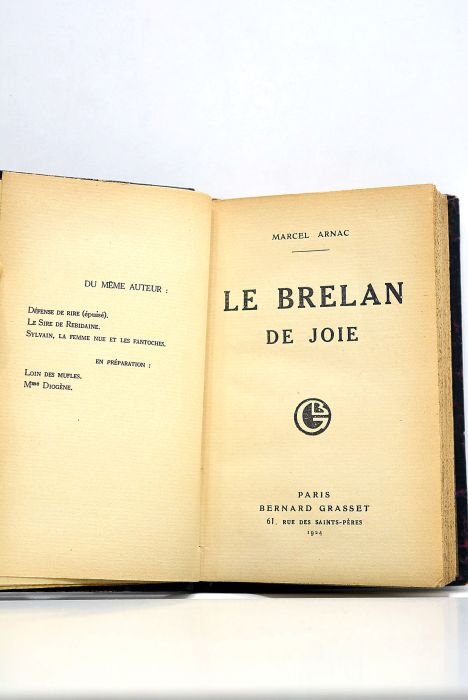 DU MÊME AUTEUR :
DÉFENSE DE RIRE (épuisé).
LE SIRE DE REBIDAINE.
SYLVAIN, LA FEMME NUE ET LES FANTOCHES.
EN PRÉPARATION :
LOIN DES MUFLES.
Mme DIOGÈNE.
MARCEL ARNAC
LE BRELAN
DE JOIE
BG
PARIS
BERNARD GRASSET
61, RUE DES SAINTS-PÈRES
1924